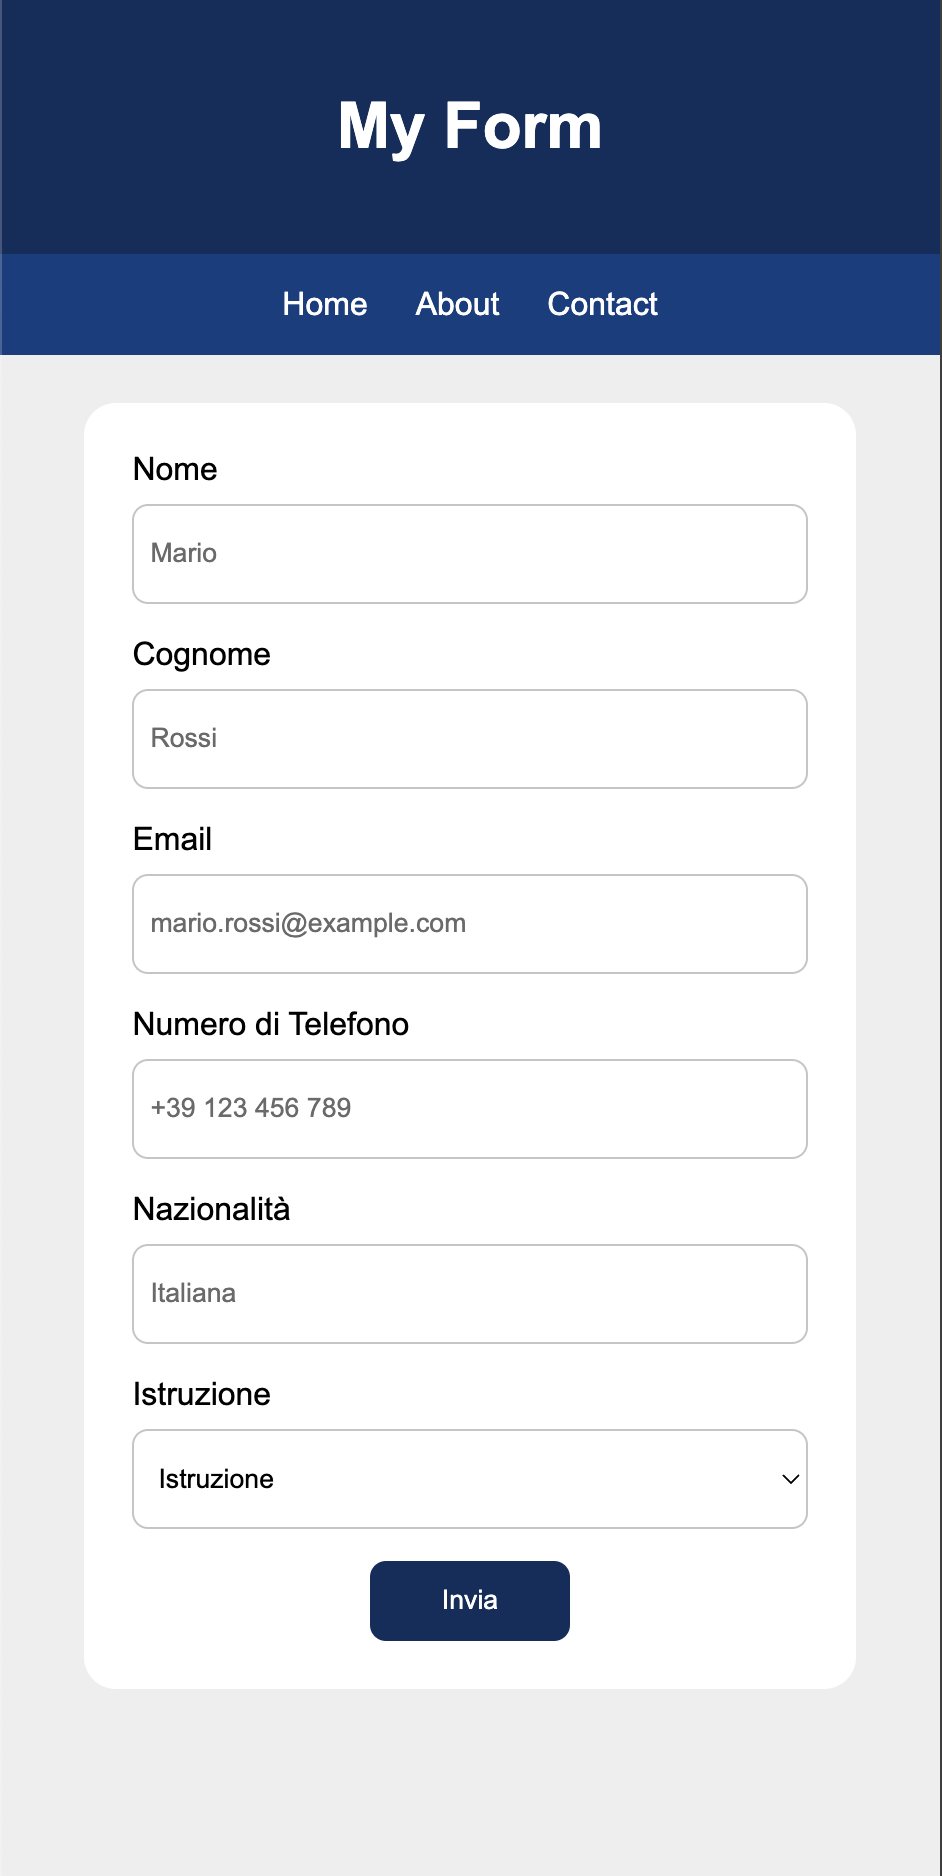 My Form
Home About Contact
Nome
Mario
Cognome
Rossi
Email
mario.rossi@example.com
Numero di Telefono
+39 123 456 789
Nazionalità
Italiana
Istruzione
Istruzione
Invia